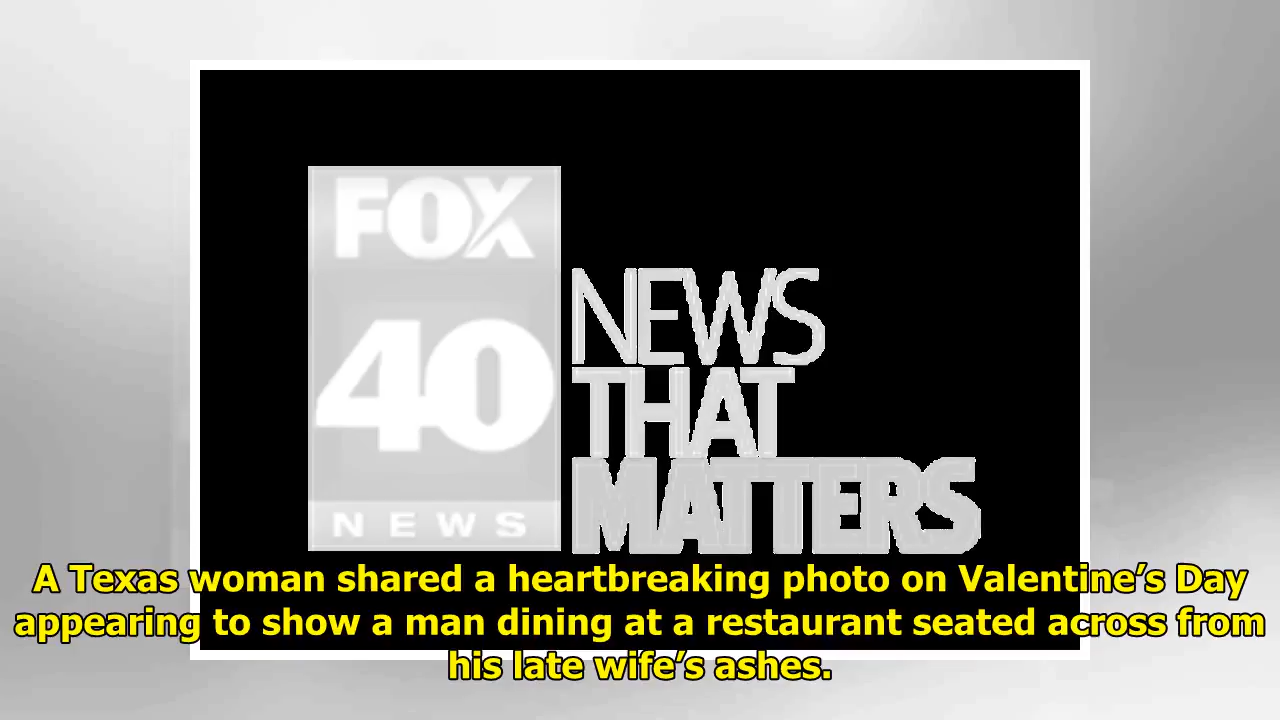 FOX
40
NEWS
NEWS
THAT
MATTERS
A Texas woman shared a heartbreaking photo on Valentine’s Day
appearing to show a man dining at a restaurant seated across from
his late wife’s ashes.